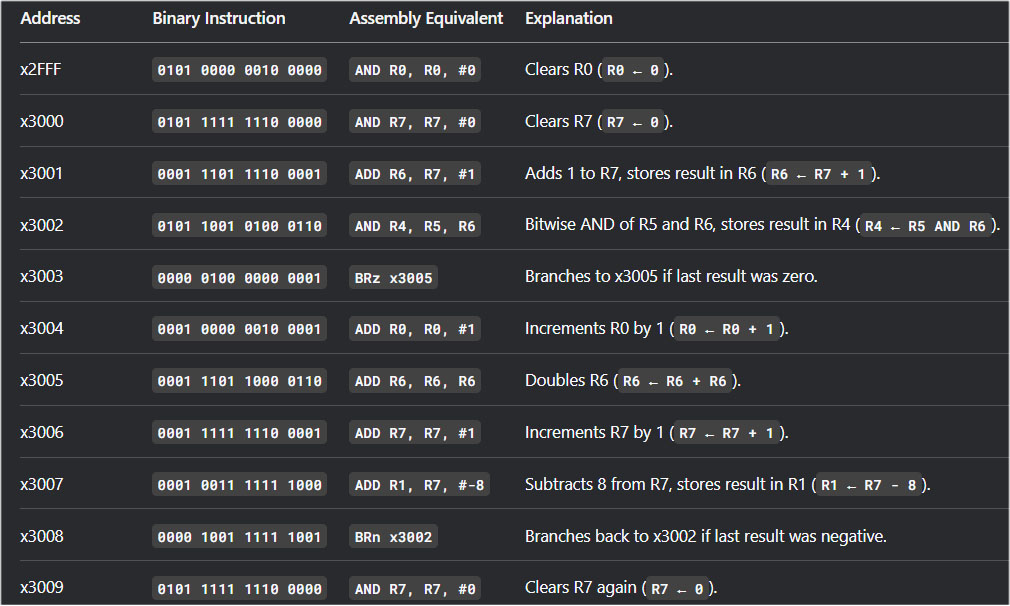 Address Binary Instruction Assembly Equivalent Explanation
x2FFF 0101 0000 0010 0000 AND R0, R0, #0 Clears R0 ( R0 ← 0 ).
x3000 0101 1111 1110 0000 AND R7, R7, #0 Clears R7 ( R7 ← 0 ).
x3001 0001 1101 1110 0001 ADD R6, R7, #1 Adds 1 to R7, stores result in R6 ( R6 ← R7 + 1 ).
x3002 0101 1001 0100 0110 AND R4, R5, R6 Bitwise AND of R5 and R6, stores result in R4 ( R4 ← R5 AND R6 ).
x3003 0000 0100 0000 0001 BRz x3005 Branches to x3005 if last result was zero.
x3004 0001 0000 0010 0001 ADD R0, R0, #1 Increments R0 by 1 ( R0 ← R0 + 1 ).
x3005 0001 1101 1000 0110 ADD R6, R6, R6 Doubles R6 ( R6 ← R6 + R6 ).
x3006 0001 1111 1110 0001 ADD R7, R7, #1 Increments R7 by 1 ( R7 ← R7 + 1 ).
x3007 0001 0011 1111 1000 ADD R1, R7, #-8 Subtracts 8 from R7, stores result in R1 ( R1 ← R7 - 8 ).
x3008 0000 1001 1111 1001 BRn x3002 Branches back to x3002 if last result was negative.
x3009 0101 1111 1110 0000 AND R7, R7, #0 Clears R7 again ( R7 ← 0 ).